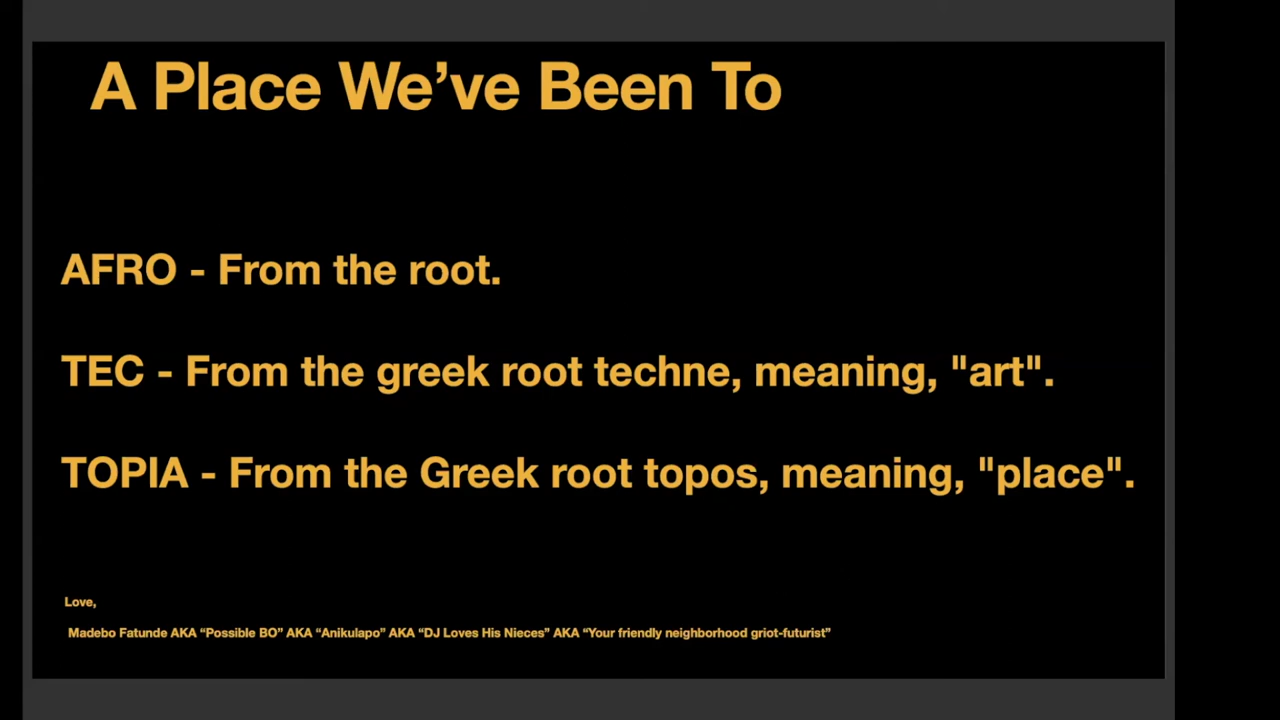 A Place We’ve Been To
AFRO - From the root.
TEC - From the greek root techne, meaning, "art".
TOPIA - From the Greek root topos, meaning, "place".
Love,
Madebo Fatunde AKA “Possible BO” AKA “Anikulapo” AKA “DJ Loves His Nieces” AKA “Your friendly neighborhood griot-futurist”